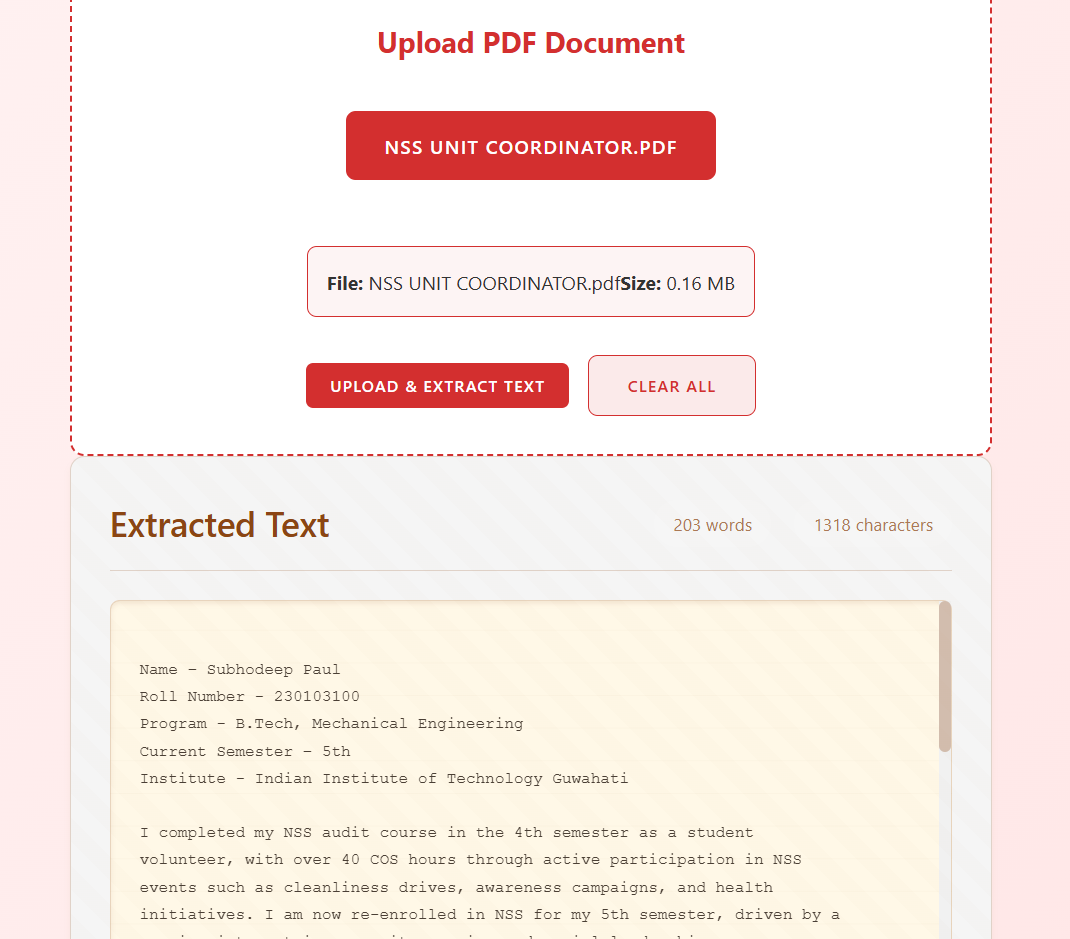 Upload PDF Document
NSS UNIT COORDINATOR.PDF
File: NSS UNIT COORDINATOR.pdfSize: 0.16 MB
UPLOAD & EXTRACT TEXT
CLEAR ALL
Extracted Text
203 words
1318 characters
Name – Subhodeep Paul
Roll Number - 230103100
Program – B.Tech, Mechanical Engineering
Current Semester – 5th
Institute - Indian Institute of Technology Guwahati
I completed my NSS audit course in the 4th semester as a student
volunteer, with over 40 COS hours through active participation in NSS
events such as cleanliness drives, awareness campaigns, and health
initiatives. I am now re-enrolled in NSS for my 5th semester, driven by a